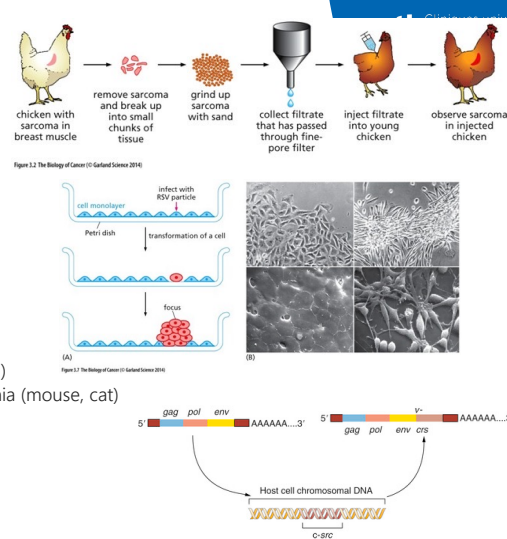 chicken with
sarcoma in
breast muscle
remove sarcoma
and break up
into small
chunks of
tissue
grind up
sarcoma
with sand
collect filtrate
that has passed
through fine-
pore filter
inject filtrate
into young
chicken
observe sarcoma
in injected
chicken
Figure 3.2 The Biology of Cancer (© Garland Science 2014)
infect with
RSV particle
cell monolayer
Petri dish
transformation of a cell
focus
(A)
(B)
Figure 3.7 The Biology of Cancer (© Garland Science 2014)
)
nia (mouse, cat)
gag pol env
5' AAAAAA....3'
v-
5' AAAAAA....3
gag pol env crs
Host cell chromosomal DNA
c-src